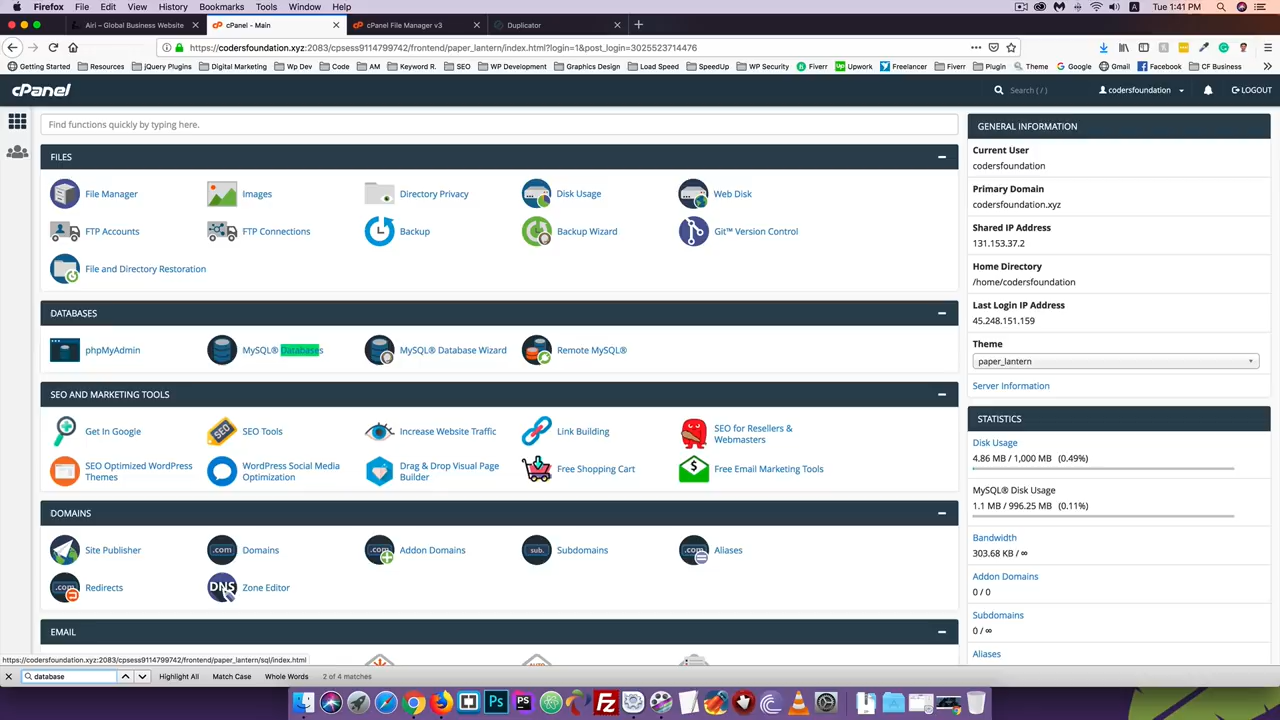 Firefox File Edit View History Bookmarks Tools Window Help
Tue 1:41 PM
Airi – Global Business Website
cPanel - Main
cPanel File Manager v3
Duplicator
https://codersfoundation.xyz:2083/cpsess9114799742/frontend/paper_lantern/index.html?login=1&post_login=3025523714476
Getting Started Resources jQuery Plugins Digital Marketing Wp Dev Code AM Keyword R. SEO WP Development Graphics Design Load Speed SpeedUp WP Security Fiverr Upwork Freelancer Fiverr Plugin Theme Google Gmail Facebook CF Business
cPanel
Search ( / )
codersfoundation
LOGOUT
Find functions quickly by typing here.
FILES
File Manager Images Directory Privacy Disk Usage Web Disk
FTP Accounts FTP Connections Backup Backup Wizard Git™ Version Control
File and Directory Restoration
DATABASES
phpMyAdmin MySQL® Databases MySQL® Database Wizard Remote MySQL®
SEO AND MARKETING TOOLS
Get In Google SEO Tools Increase Website Traffic Link Building SEO for Resellers &
Webmasters
SEO Optimized WordPress
Themes
WordPress Social Media
Optimization
Drag & Drop Visual Page
Builder
Free Shopping Cart Free Email Marketing Tools
DOMAINS
Site Publisher Domains Addon Domains Subdomains Aliases
Redirects Zone Editor
EMAIL
GENERAL INFORMATION
Current User
codersfoundation
Primary Domain
codersfoundation.xyz
Shared IP Address
131.153.37.2
Home Directory
/home/codersfoundation
Last Login IP Address
45.248.151.159
Theme
paper_lantern
Server Information
STATISTICS
Disk Usage
4.86 MB / 1,000 MB (0.49%)
MySQL® Disk Usage
1.1 MB / 996.25 MB (0.11%)
Bandwidth
303.68 KB / ∞
Addon Domains
0 / 0
Subdomains
0 / ∞
Aliases
https://codersfoundation.xyz:2083/cpsess9114799742/frontend/paper_lantern/sql/index.html
database
Highlight All Match Case Whole Words 2 of 4 matches